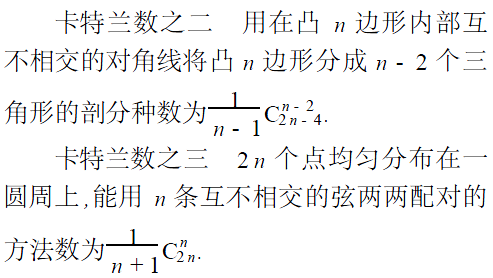 卡特兰数之二 用在凸 n 边形内部互
不相交的对角线将凸 n 边形分成 n - 2 个三
角形的剖分种数为\frac{1}{n-1}C_{2n-4}^{n-2}.
卡特兰数之三 2n 个点均匀分布在一
圆周上,能用 n 条互不相交的弦两两配对的
方法数为\frac{1}{n+1}C_{2n}^{n}.